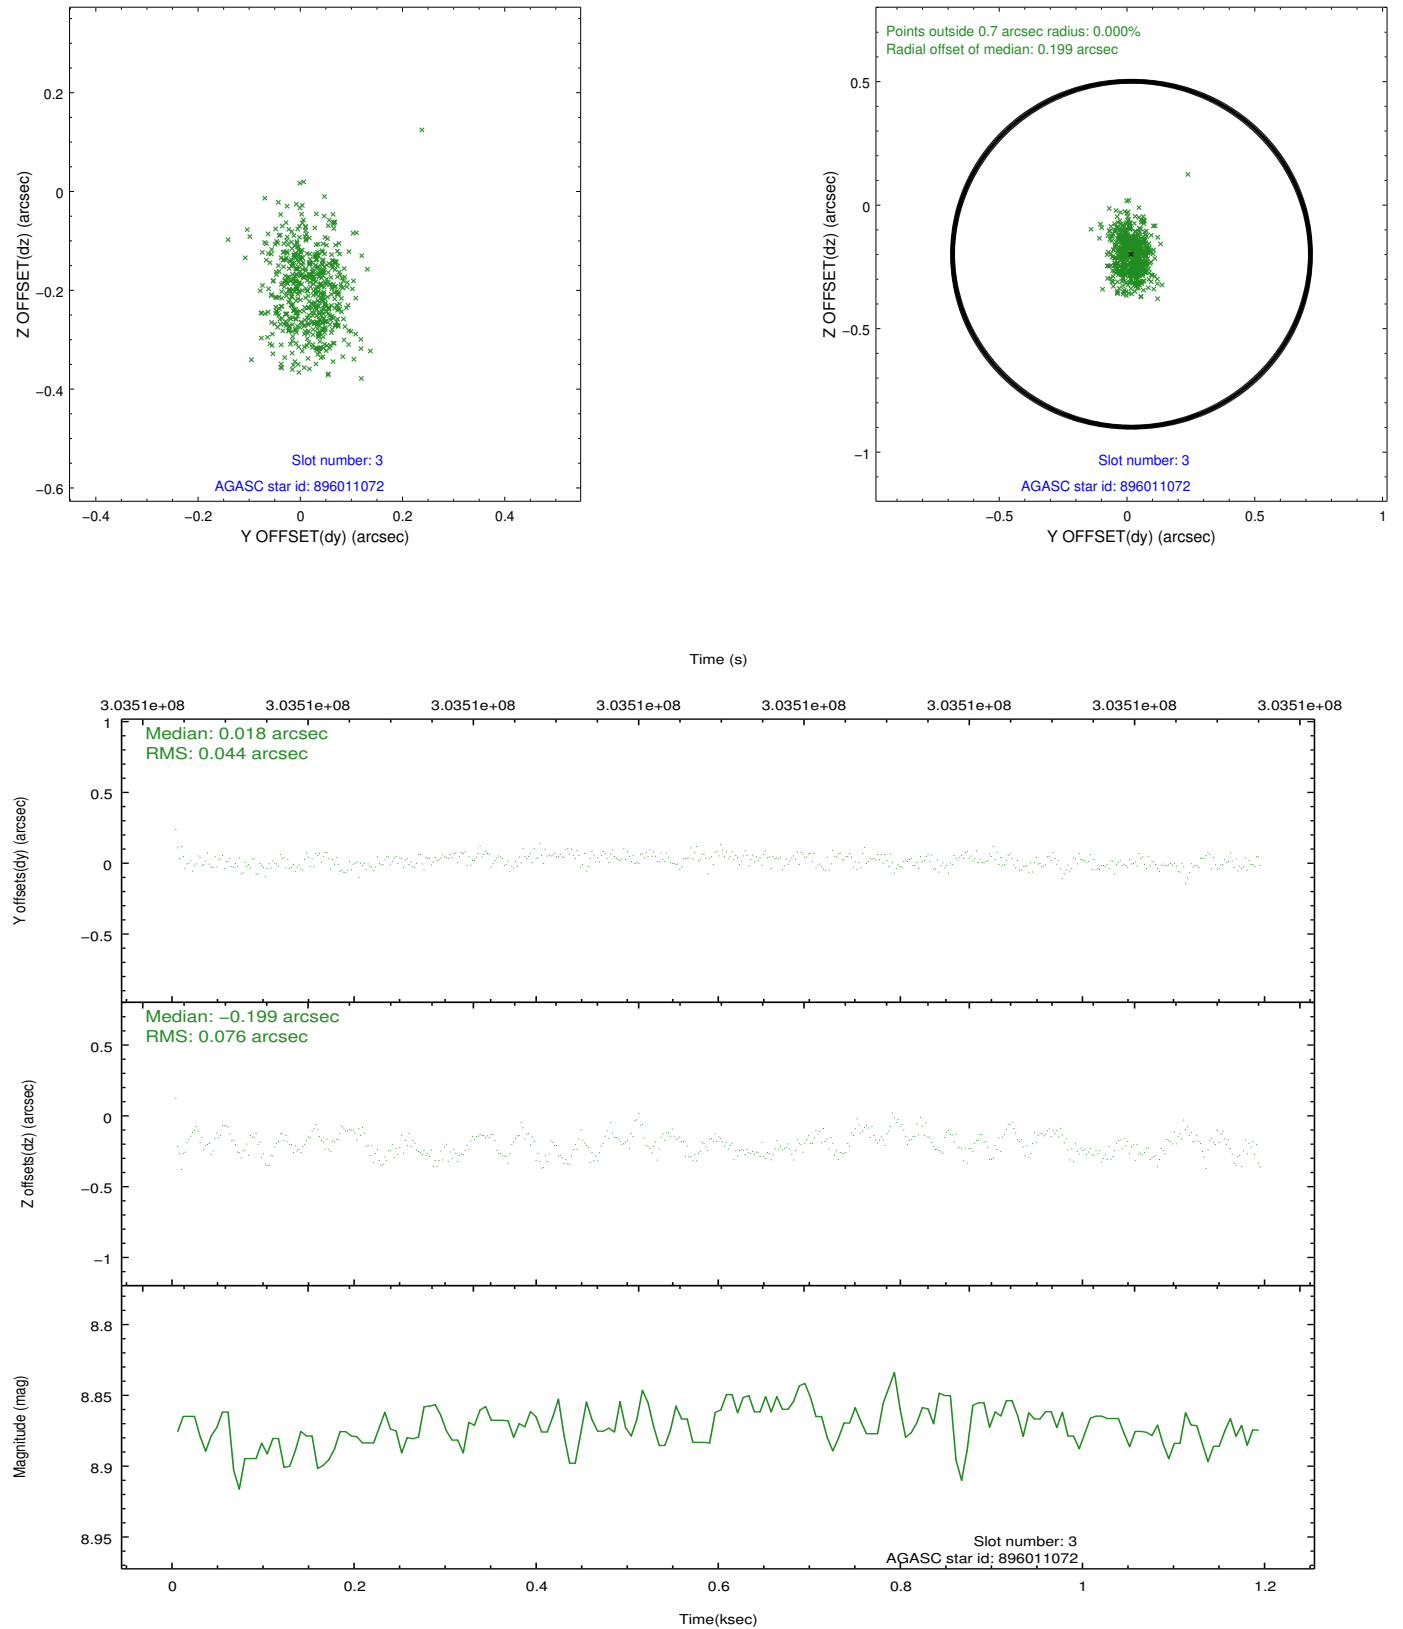 0.2
0
−0.2
−0.4
−0.6
Z OFFSET(dz) (arcsec)
Slot number: 3
AGASC star id: 896011072
−0.4 −0.2 0 0.2 0.4
Y OFFSET(dy) (arcsec)
Points outside 0.7 arcsec radius: 0.000%
Radial offset of median: 0.199 arcsec
0.5
0
−0.5
−1
Z OFFSET(dz) (arcsec)
Slot number: 3
AGASC star id: 896011072
−0.5 0 0.5 1
Y OFFSET(dy) (arcsec)
Time (s)
3.0351e+08 3.0351e+08 3.0351e+08 3.0351e+08 3.0351e+08 3.0351e+08 3.0351e+08 3.0351e+08
Median: 0.018 arcsec
RMS: 0.044 arcsec
1
0.5
0
−0.5
Y offsets(dy) (arcsec)
Median: −0.199 arcsec
RMS: 0.076 arcsec
0.5
0
−0.5
−1
Z offsets(dz) (arcsec)
8.8
8.85
8.9
8.95
Magnitude (mag)
Slot number: 3
AGASC star id: 896011072
0 0.2 0.4 0.6 0.8 1 1.2
Time(ksec)